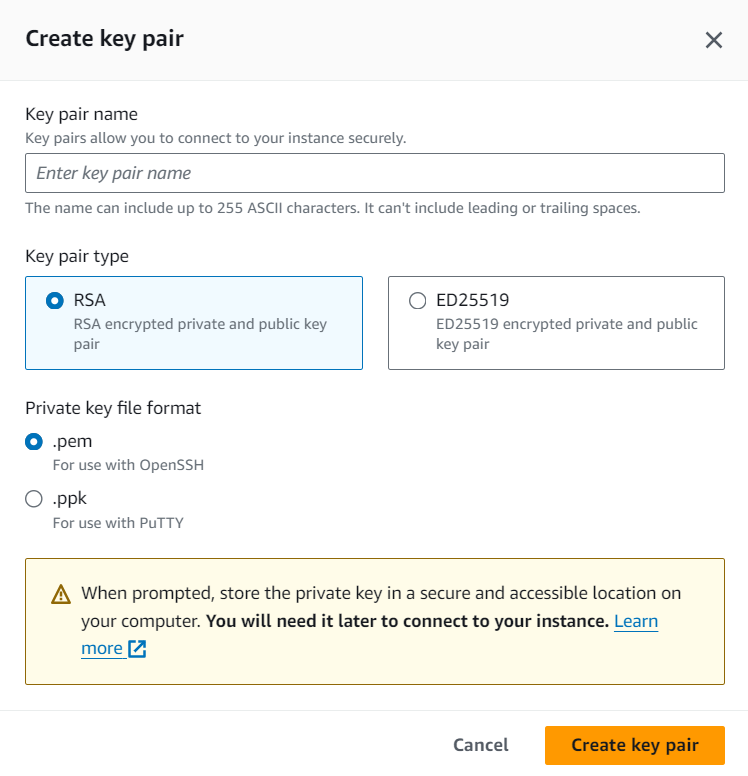 Create key pair
Key pair name
Key pairs allow you to connect to your instance securely.
Enter key pair name
The name can include up to 255 ASCII characters. It can't include leading or trailing spaces.
Key pair type
RSA
RSA encrypted private and public key
pair
ED25519
ED25519 encrypted private and public
key pair
Private key file format
.pem
For use with OpenSSH
.ppk
For use with PuTTY
When prompted, store the private key in a secure and accessible location on
your computer. You will need it later to connect to your instance. Learn
more
Cancel
Create key pair